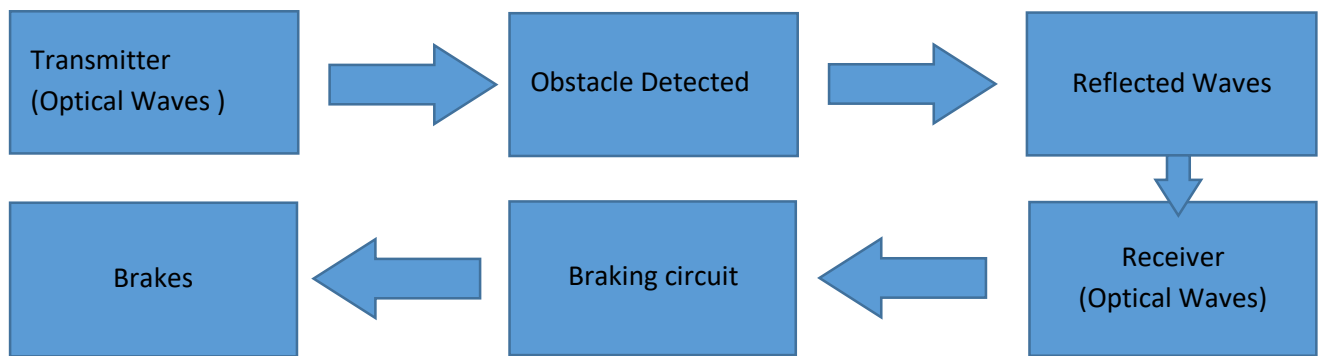 Transmitter
(Optical Waves )
Obstacle Detected
Reflected Waves
Receiver
(Optical Waves)
Braking circuit
Brakes